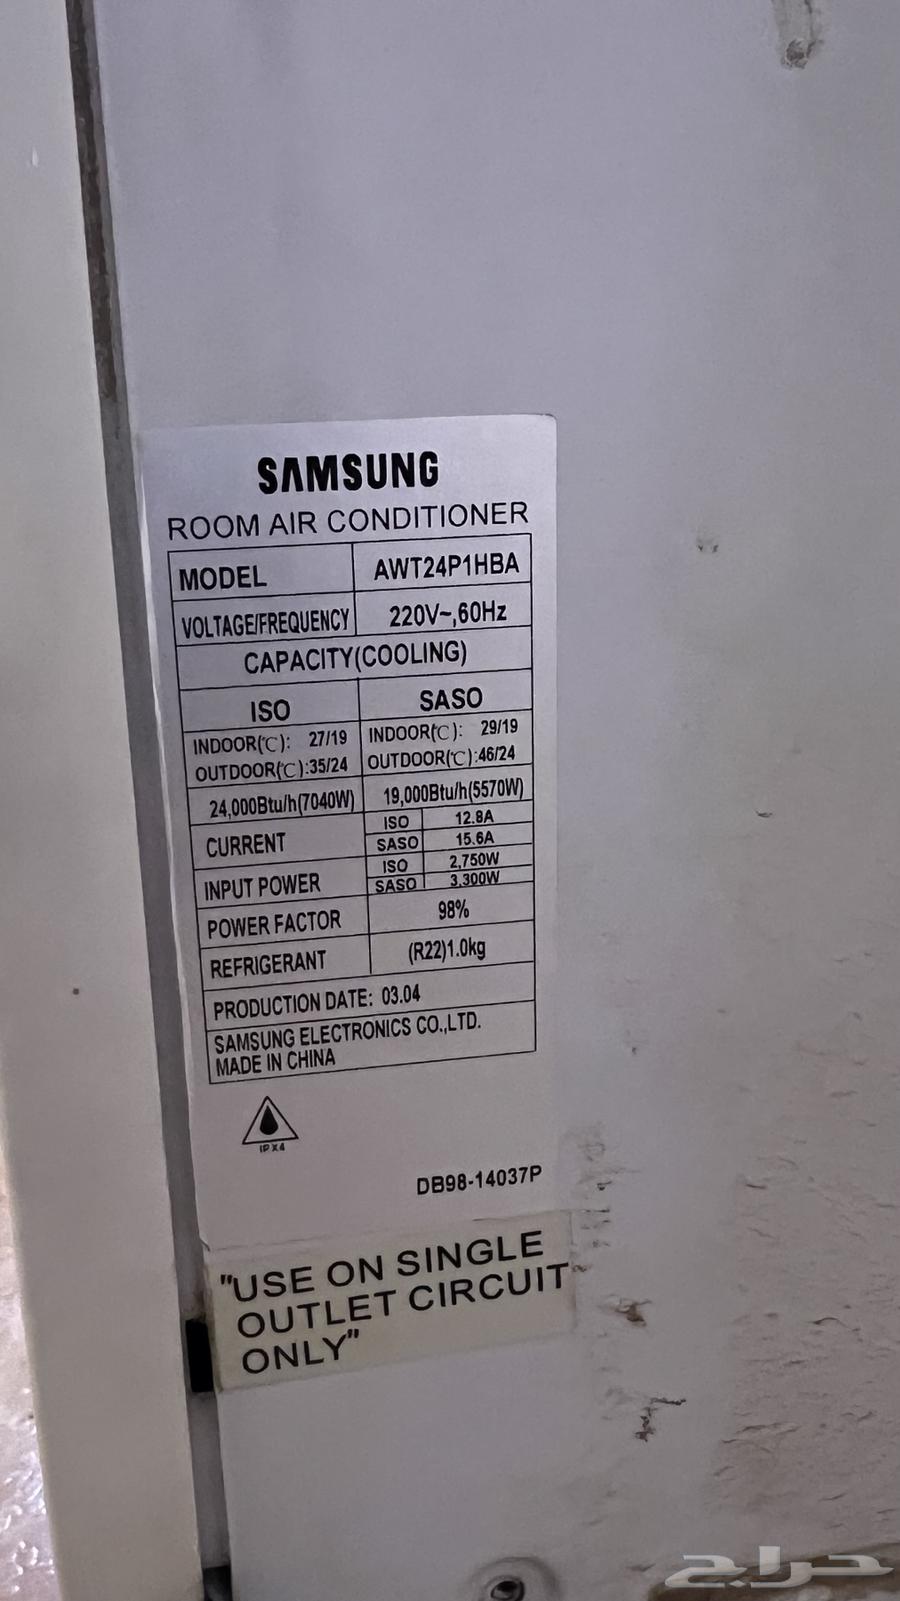 SAMSUNG
ROOM AIR CONDITIONER
MODEL AWT24P1HBA
VOLTAGE/FREQUENCY 220V~,60Hz
CAPACITY(COOLING)
ISO SASO
INDOOR(℃): 27/19 INDOOR(℃): 29/19
OUTDOOR(℃):35/24 OUTDOOR(℃):46/24
24,000Btu/h(7040W) 19,000Btu/h(5570W)
CURRENT ISO 12.8A
SASO 15.6A
INPUT POWER ISO 2,750W
SASO 3,300W
POWER FACTOR 98%
REFRIGERANT (R22)1.0kg
PRODUCTION DATE: 03.04
SAMSUNG ELECTRONICS CO.,LTD.
MADE IN CHINA
IPX4
DB98-14037P
"USE ON SINGLE
OUTLET CIRCUIT
ONLY"
حراج